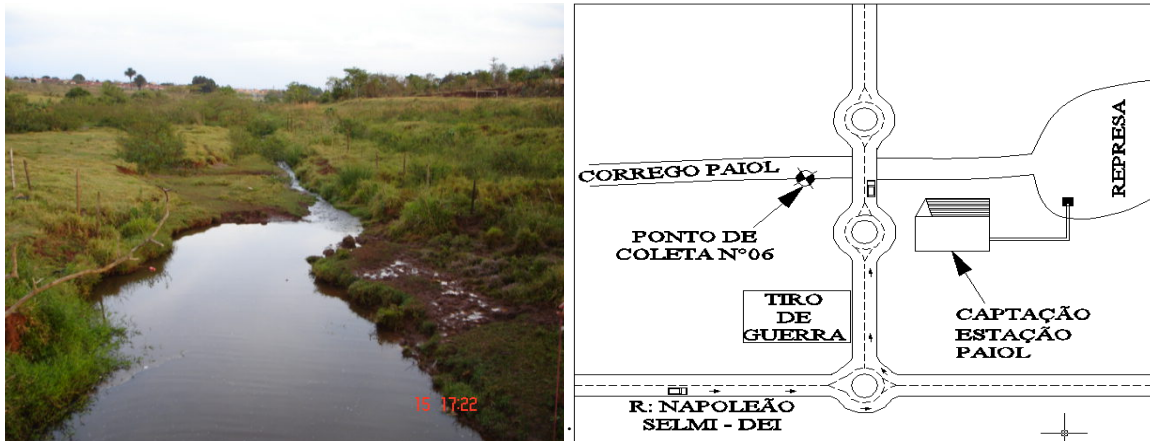 15 17:22
CORREGO PAIOL
REPRESA
PONTO DE
COLETA N°06
TIRO
DE
GUERRA
CAPTAÇÃO
ESTAÇÃO
PAIOL
R: NAPOLEÃO
SELMI - DEI